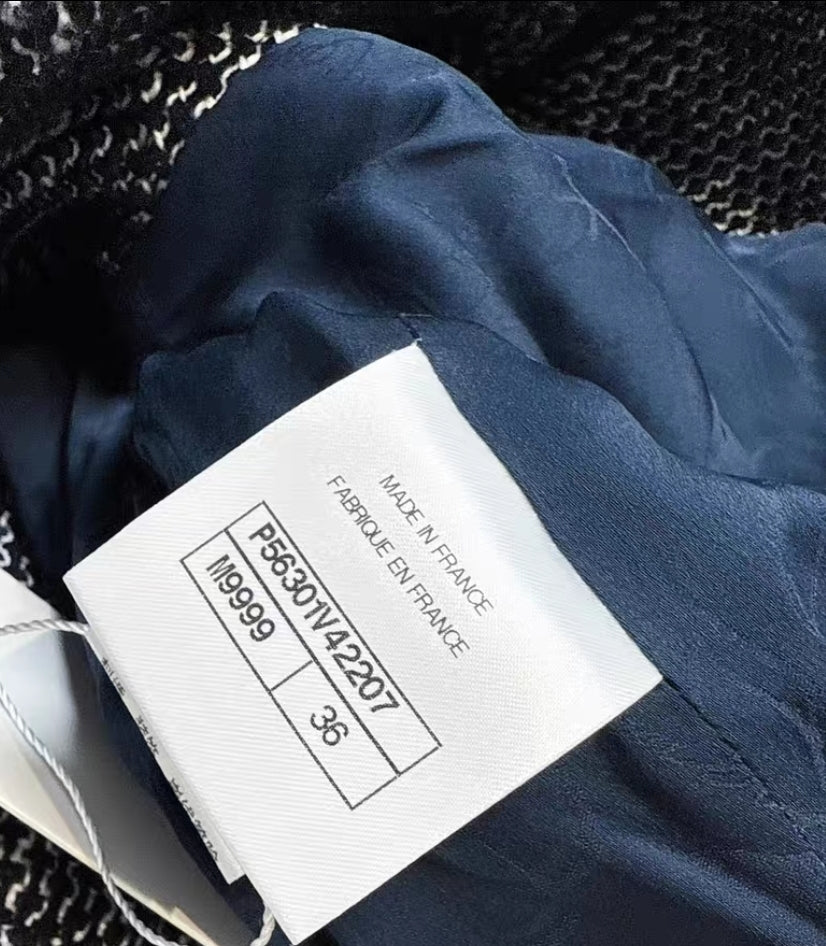 MADE IN FRANCE
FABRIQUE EN FRANCE
P56301V42207
M9999 36